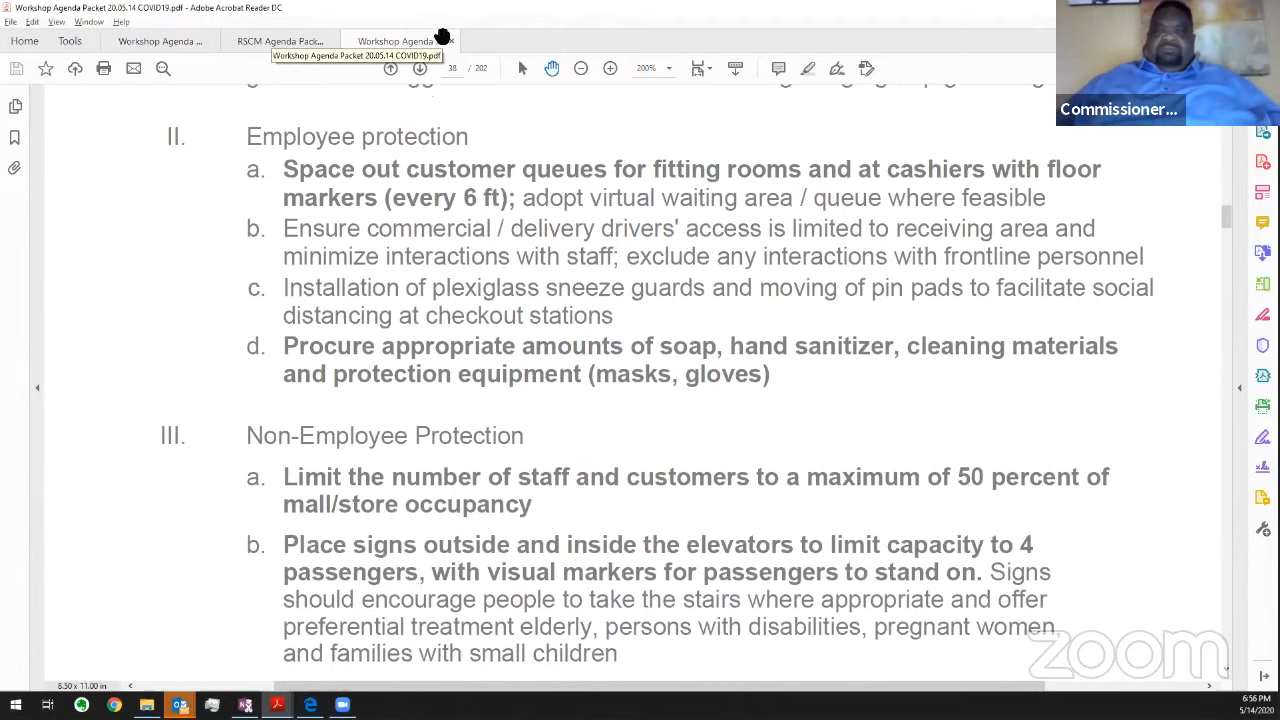 Workshop Agenda Packet 20.05.14 COVID19.pdf - Adobe Acrobat Reader DC
File Edit View Window Help
Home Tools Workshop Agenda ... RSCM Agenda Pack... Workshop Agenda
Workshop Agenda Packet 20.05.14 COVID19.pdf
38 / 202 200%
Commissioner...
II. Employee protection
a. Space out customer queues for fitting rooms and at cashiers with floor
markers (every 6 ft); adopt virtual waiting area / queue where feasible
b. Ensure commercial / delivery drivers' access is limited to receiving area and
minimize interactions with staff; exclude any interactions with frontline personnel
c. Installation of plexiglass sneeze guards and moving of pin pads to facilitate social
distancing at checkout stations
d. Procure appropriate amounts of soap, hand sanitizer, cleaning materials
and protection equipment (masks, gloves)
III. Non-Employee Protection
a. Limit the number of staff and customers to a maximum of 50 percent of
mall/store occupancy
b. Place signs outside and inside the elevators to limit capacity to 4
passengers, with visual markers for passengers to stand on. Signs
should encourage people to take the stairs where appropriate and offer
preferential treatment elderly, persons with disabilities, pregnant women,
and families with small children
zoom
8.50 x 11.00 in
6:56 PM
5/14/2020